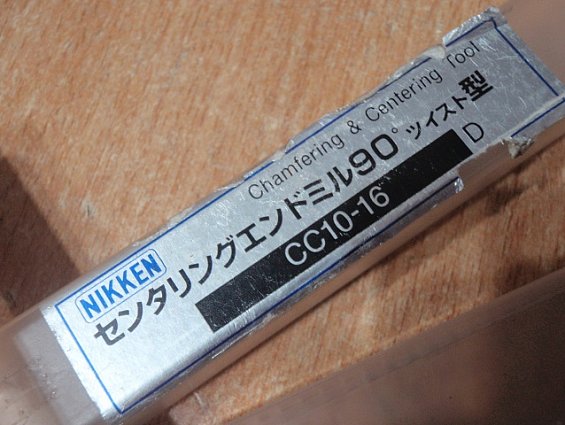 Chamfering & Centering Tool
NIKKEN
センタリングエンドミル90° ツイスト型
CC10-16 D